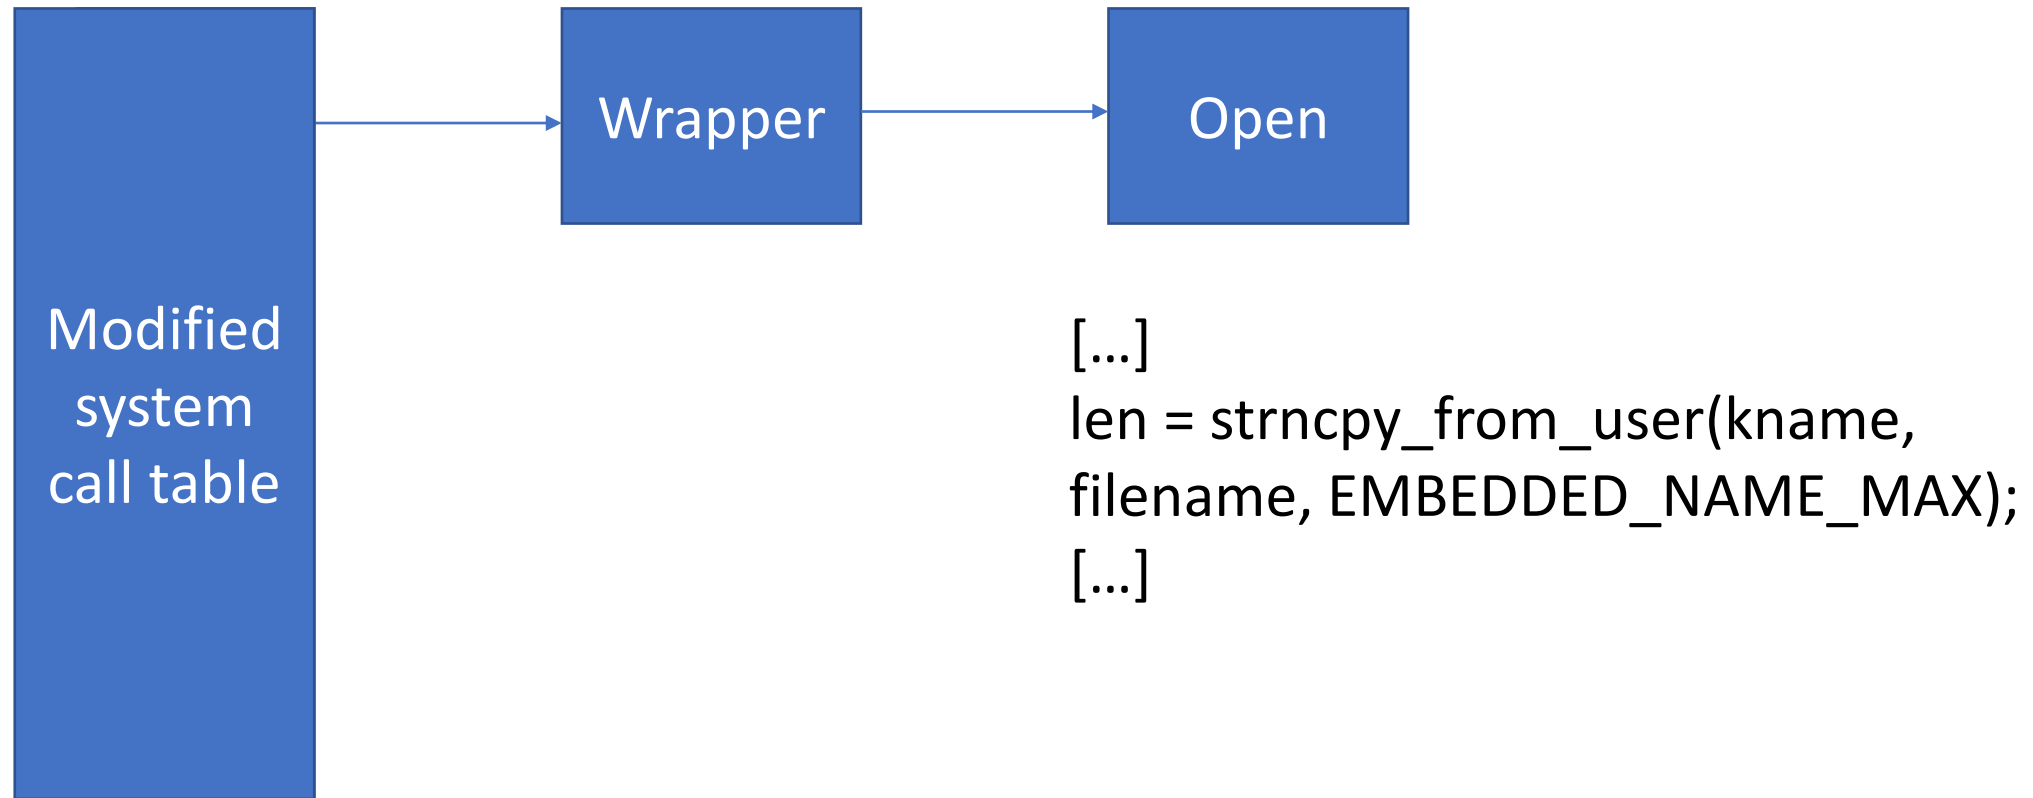 Modified
system
call table
Wrapper
Open
[...]
len = strncpy_from_user(kname,
filename, EMBEDDED_NAME_MAX);
[...]